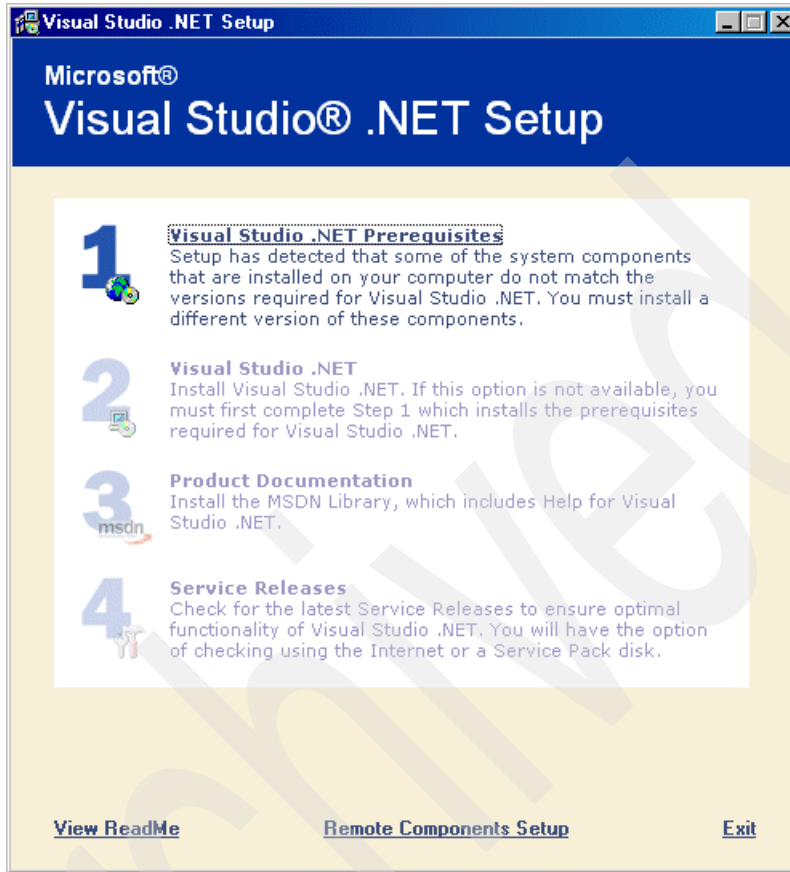 Visual Studio .NET Setup
Microsoft®
Visual Studio® .NET Setup
1
Visual Studio .NET Prerequisites
Setup has detected that some of the system components
that are installed on your computer do not match the
versions required for Visual Studio .NET. You must install a
different version of these components.
2
Visual Studio .NET
Install Visual Studio .NET. If this option is not available, you
must first complete Step 1 which installs the prerequisites
required for Visual Studio .NET.
3
msdn
Product Documentation
Install the MSDN Library, which includes Help for Visual
Studio .NET.
4
Service Releases
Check for the latest Service Releases to ensure optimal
functionality of Visual Studio .NET. You will have the option
of checking using the Internet or a Service Pack disk.
View ReadMe
Remote Components Setup
Exit